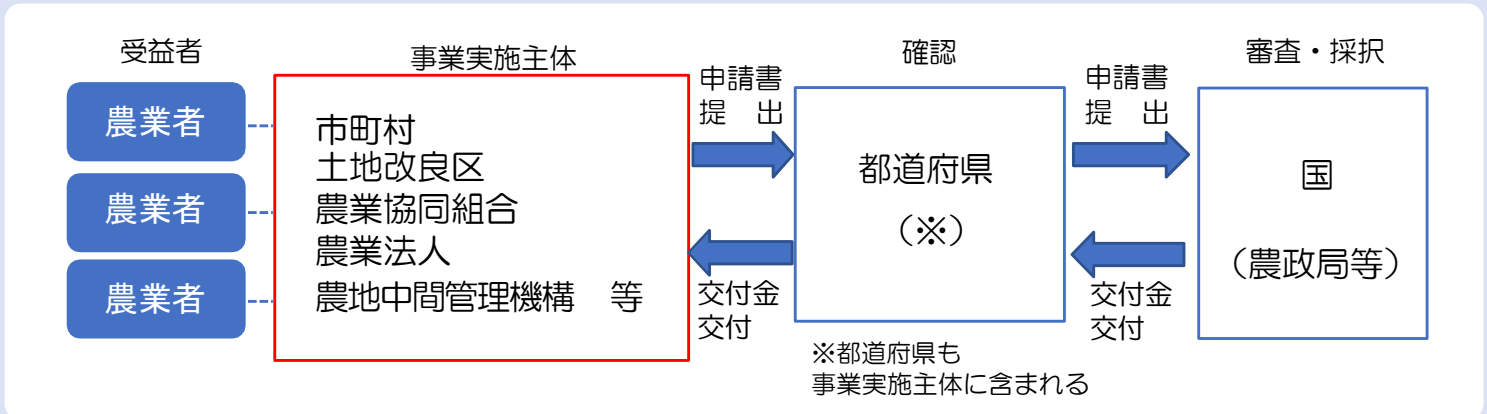 受益者
農業者
農業者
農業者
事業実施主体
市町村
土地改良区
農業協同組合
農業法人
農地中間管理機構　等
申請書
提　出
交付金
交付
確認
都道府県
（※）
※都道府県も
事業実施主体に含まれる
申請書
提　出
交付金
交付
審査・採択
国
（農政局等）